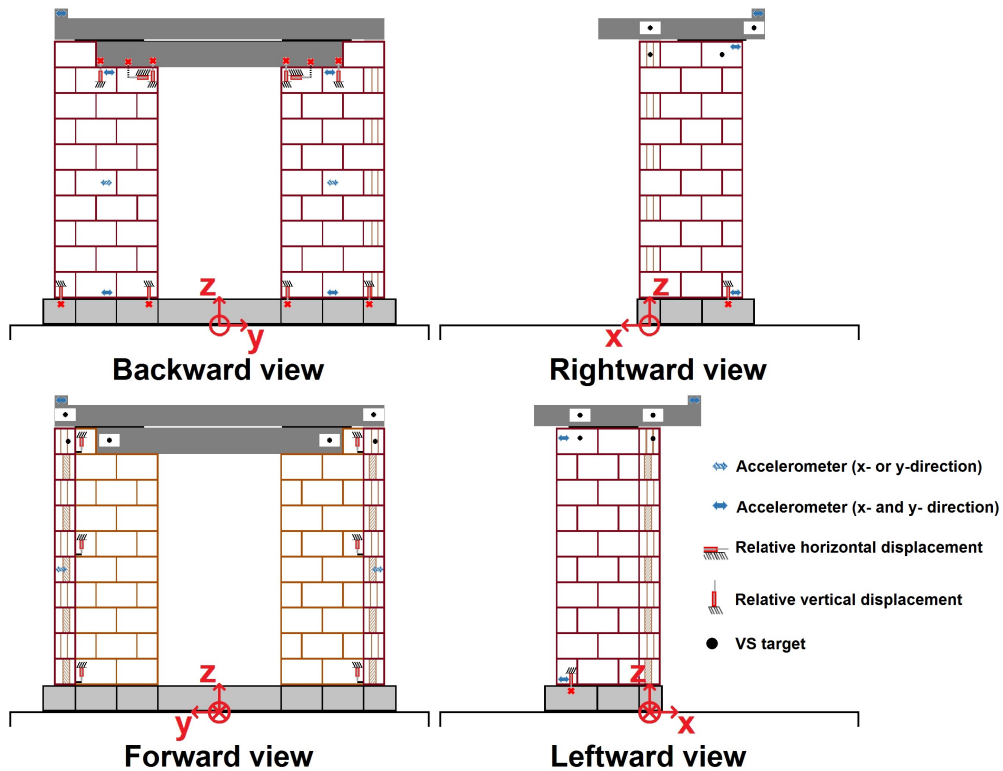 z
y
Backward view
z
x
Rightward view
z
y
Forward view
z
x
Leftward view
Accelerometer (x- or y-direction)
Accelerometer (x- and y- direction)
Relative horizontal displacement
Relative vertical displacement
VS target